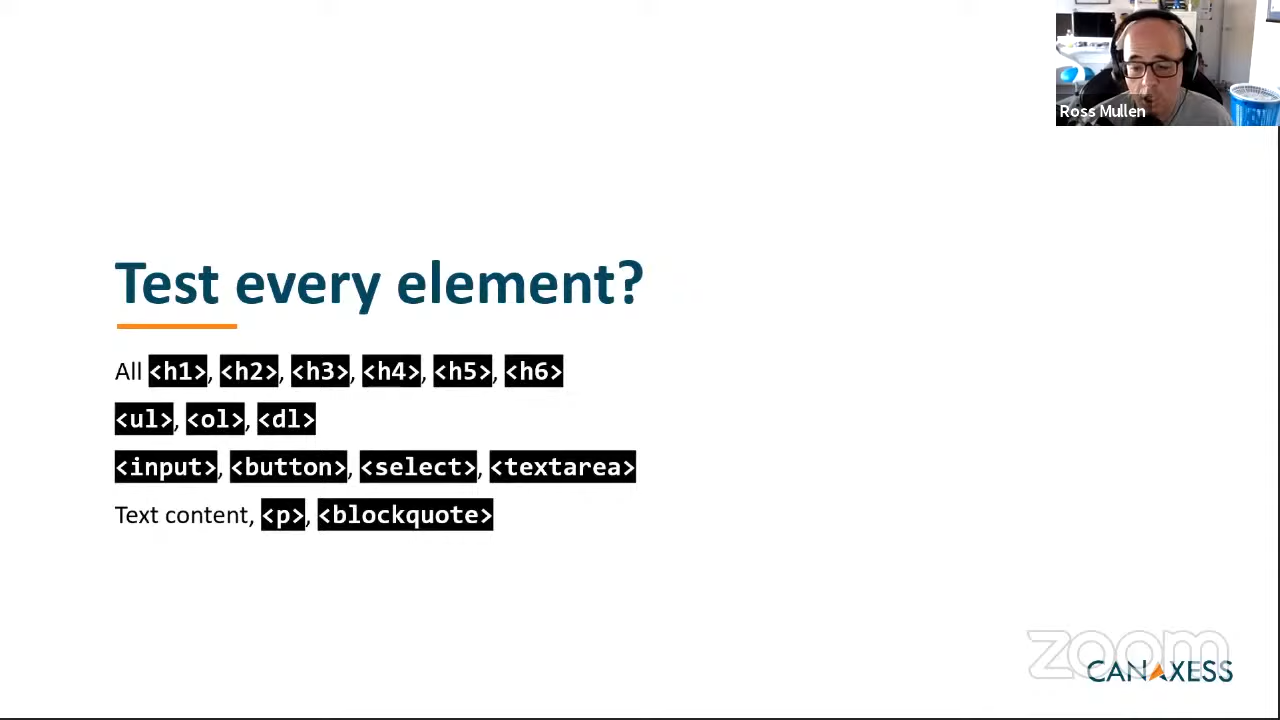 Ross Mullen
Test every element?
All <h1>, <h2>, <h3>, <h4>, <h5>, <h6>
<ul>, <ol>, <dl>
<input>, <button>, <select>, <textarea>
Text content, <p>, <blockquote>
zoom
CANAXESS